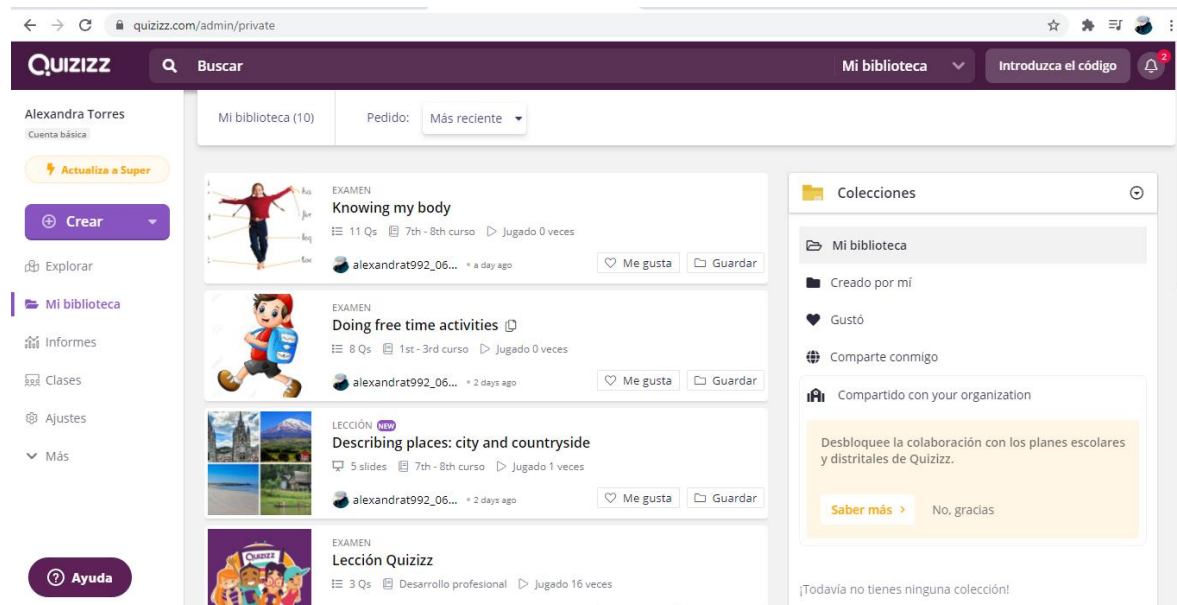 quizizz.com/admin/private
QUIZIZZ
Buscar
Mi biblioteca
Introduzca el código
2
Alexandra Torres
Cuenta básica
Actualiza a Super
Crear
Explorar
Mi biblioteca
Informes
Clases
Ajustes
Más
Ayuda
Mi biblioteca (10)
Pedido:
Más reciente
EXAMEN
Knowing my body
11 Qs 7th - 8th curso Jugado 0 veces
alexandrat992_06... • a day ago
Me gusta
Guardar
EXAMEN
Doing free time activities
8 Qs 1st - 3rd curso Jugado 0 veces
alexandrat992_06... • 2 days ago
Me gusta
Guardar
LECCIÓN NEW
Describing places: city and countryside
5 slides 7th - 8th curso Jugado 1 veces
alexandrat992_06... • 2 days ago
Me gusta
Guardar
QUIZIZZ
EXAMEN
Lección Quizizz
3 Qs Desarrollo profesional Jugado 16 veces
Colecciones
Mi biblioteca
Creado por mí
Gustó
Comparte conmigo
Compartido con your organization
Desbloquee la colaboración con los planes escolares
y distritales de Quizizz.
Saber más >
No, gracias
¡Todavía no tienes ninguna colección!